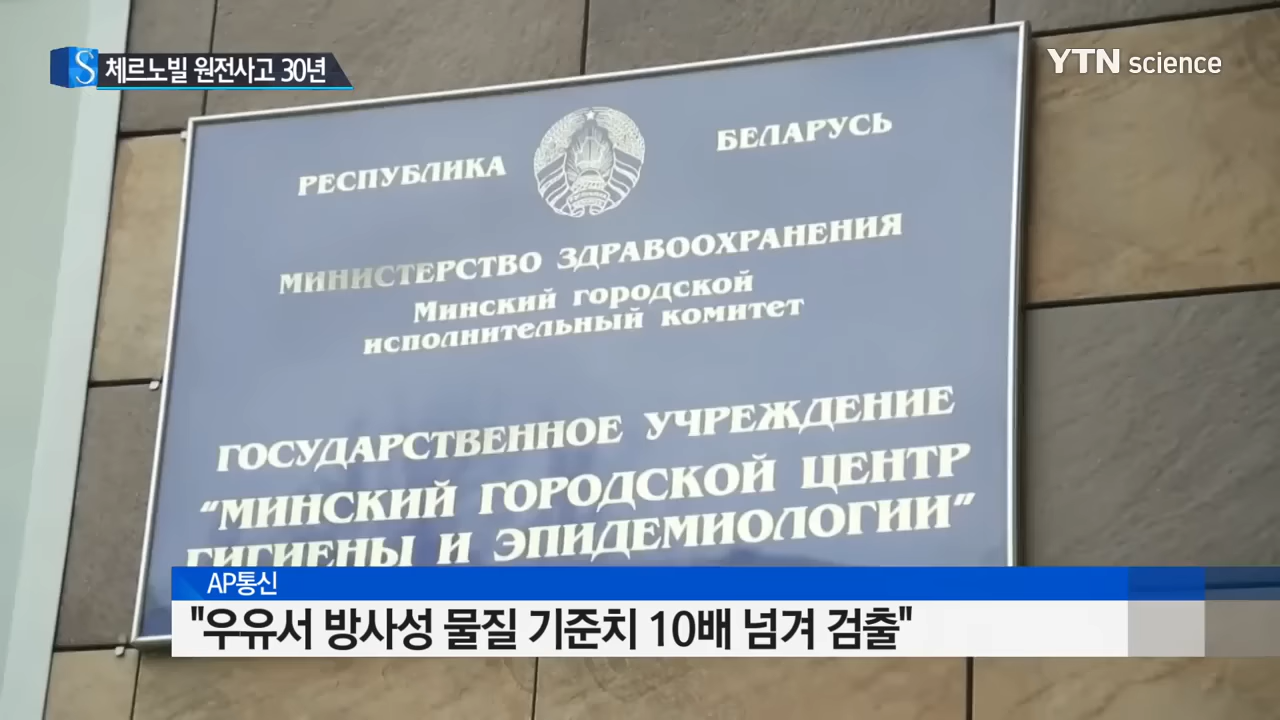 S 체르노빌 원전사고 30년
YTN science
РЕСПУБЛИКА БЕЛАРУСЬ
МИНИСТЕРСТВО ЗДРАВООХРАНЕНИЯ
Минский городской
исполнительный комитет
ГОСУДАРСТВЕННОЕ УЧРЕЖДЕНИЕ
“МИНСКИЙ ГОРОДСКОЙ ЦЕНТР
ГИГИЕНЫ И ЭПИДЕМИОЛОГИИ”
AP통신
"우유서 방사성 물질 기준치 10배 넘겨 검출"